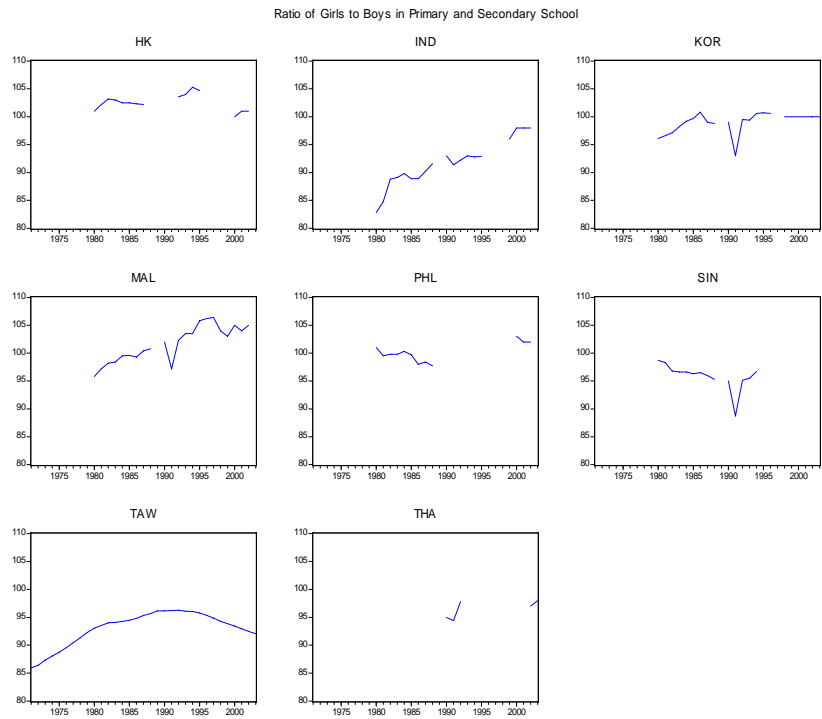 Ratio of Girls to Boys in Primary and Secondary School
HK IND KOR
110 110 110
105 105 105
100 100 100
95 95 95
90 90 90
85 85 85
80 80 80
1975 1980 1985 1990 1995 2000 1975 1980 1985 1990 1995 2000 1975 1980 1985 1990 1995 2000
MAL PHL SIN
110 110 110
105 105 105
100 100 100
95 95 95
90 90 90
85 85 85
80 80 80
1975 1980 1985 1990 1995 2000 1975 1980 1985 1990 1995 2000 1975 1980 1985 1990 1995 2000
TAW THA
110 110
105 105
100 100
95 95
90 90
85 85
80 80
1975 1980 1985 1990 1995 2000 1975 1980 1985 1990 1995 2000